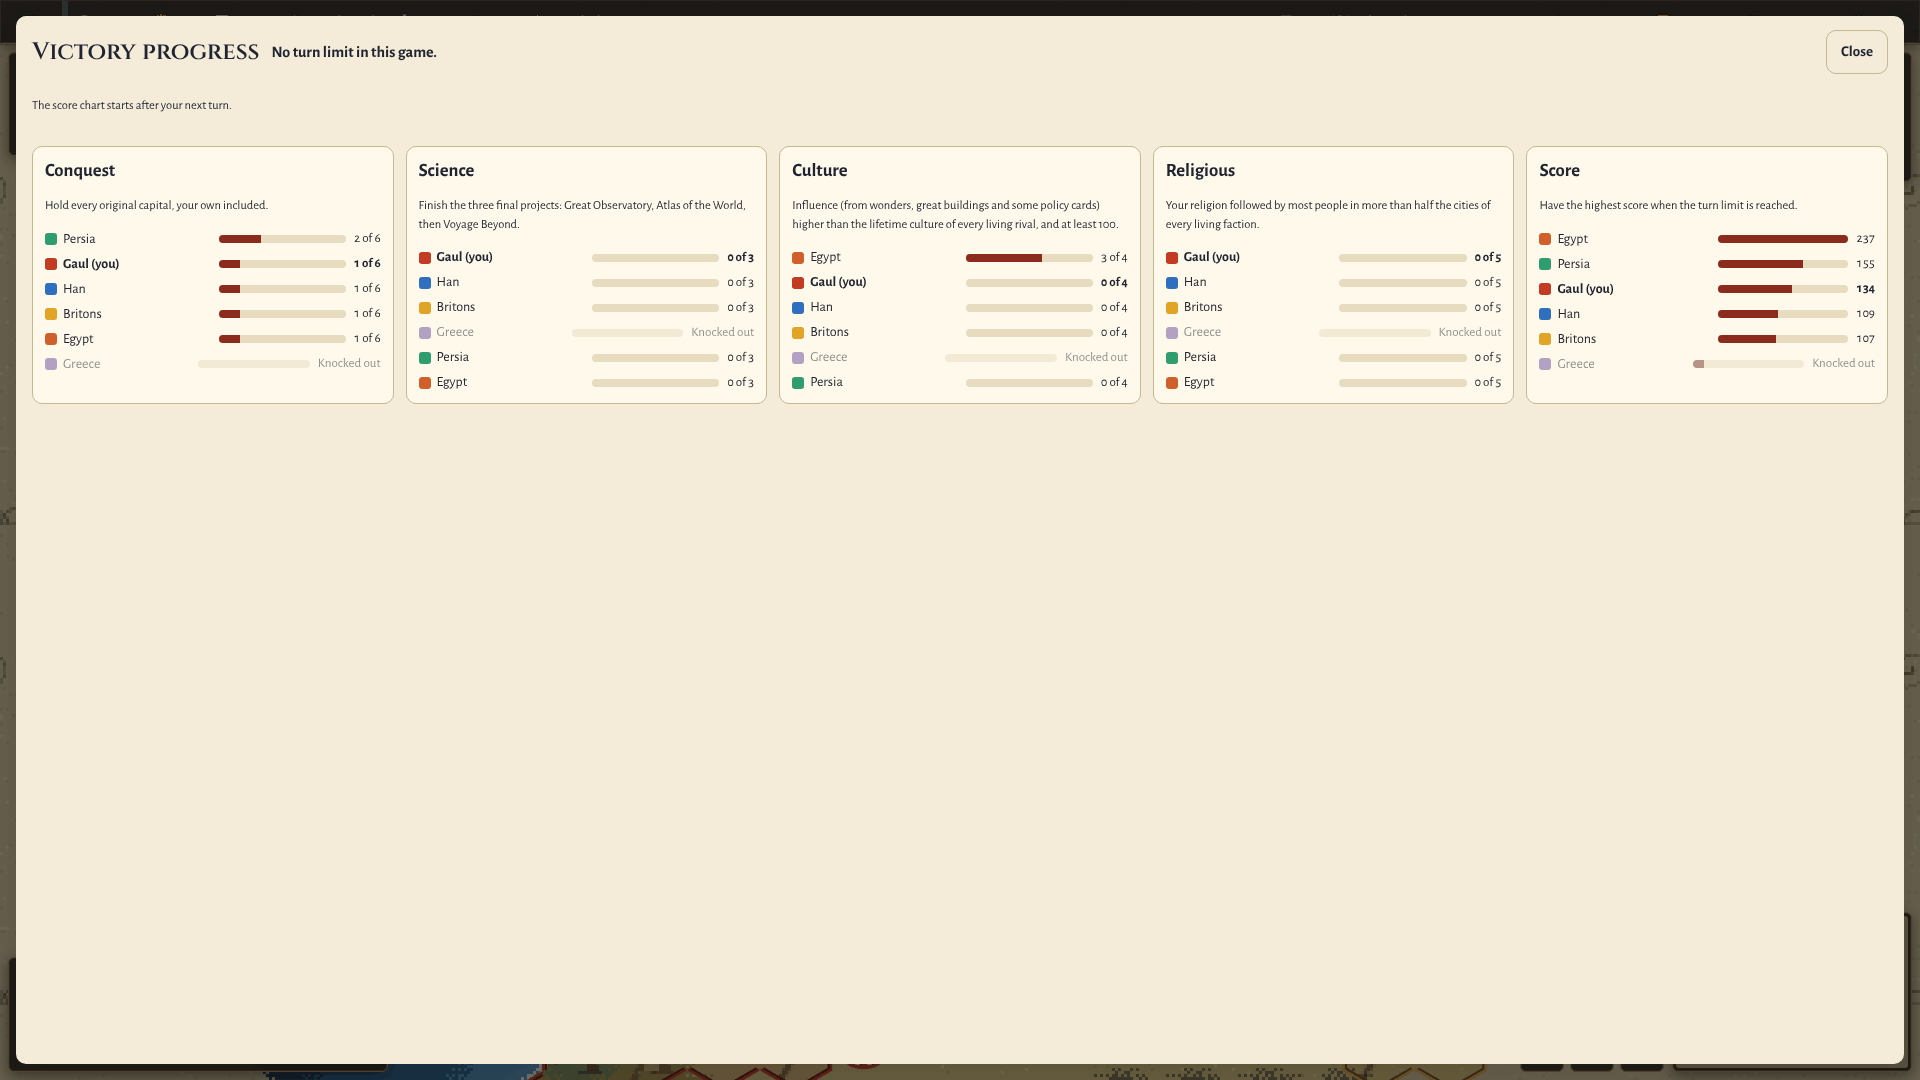 Victory progress No turn limit in this game.
Close
The score chart starts after your next turn.
Conquest
Hold every original capital, your own included.
Persia 2 of 6
Gaul (you) 1 of 6
Han 1 of 6
Britons 1 of 6
Egypt 1 of 6
Greece Knocked out
Science
Finish the three final projects: Great Observatory, Atlas of the World,
then Voyage Beyond.
Gaul (you) 0 of 3
Han 0 of 3
Britons 0 of 3
Greece Knocked out
Persia 0 of 3
Egypt 0 of 3
Culture
Influence (from wonders, great buildings and some policy cards)
higher than the lifetime culture of every living rival, and at least 100.
Egypt 3 of 4
Gaul (you) 0 of 4
Han 0 of 4
Britons 0 of 4
Greece Knocked out
Persia 0 of 4
Religious
Your religion followed by most people in more than half the cities of
every living faction.
Gaul (you) 0 of 5
Han 0 of 5
Britons 0 of 5
Greece Knocked out
Persia 0 of 5
Egypt 0 of 5
Score
Have the highest score when the turn limit is reached.
Egypt 237
Persia 155
Gaul (you) 134
Han 109
Britons 107
Greece Knocked out